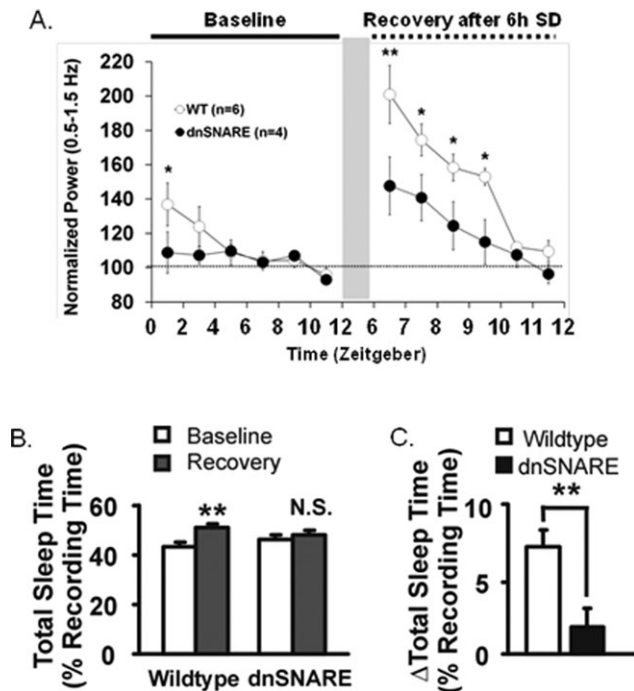 A.
Baseline
Recovery after 6h SD
Normalized Power (0.5-1.5 Hz)
220
200
180
160
140
120
100
80
WT (n=6)
dnSNARE (n=4)
*
**
*
*
*
0 2 4 6 8 10 12 6 7 8 9 10 11 12
Time (Zeitgeber)
B.
Baseline
Recovery
Total Sleep Time
(% Recording Time)
60
40
20
0
**
N.S.
Wildtype dnSNARE
C.
Wildtype
dnSNARE
ΔTotal Sleep Time
(% Recording Time)
10
5
0
**